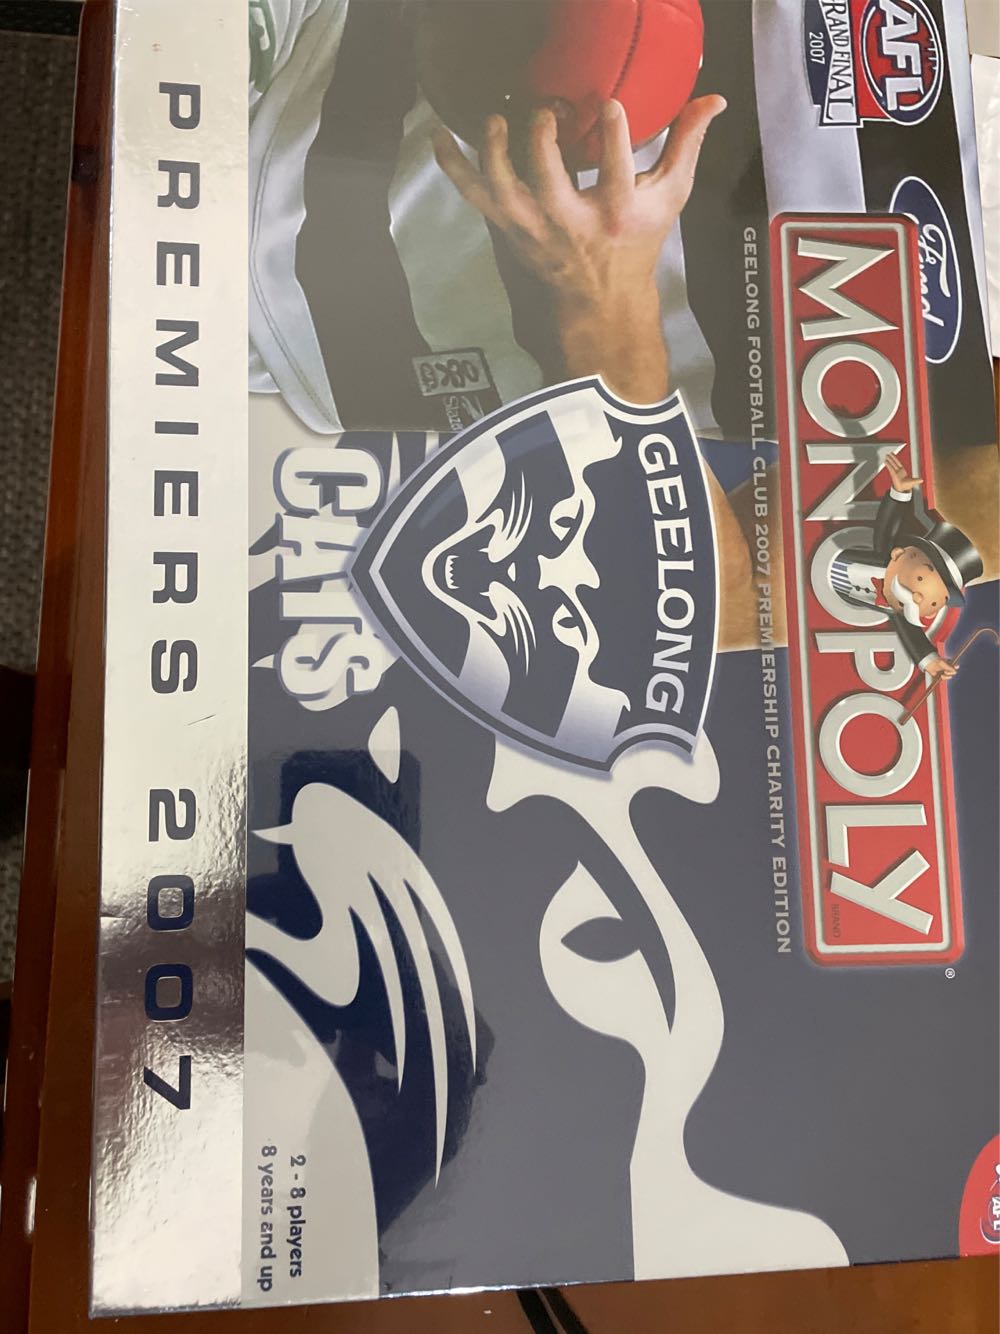 AFL
GRAND FINAL
2007
Ford
MONOPOLY
BRAND
®
GEELONG FOOTBALL CLUB 2007 PREMIERSHIP CHARITY EDITION
GEELONG
CATS
2 - 8 players
8 years and up
PREMIERS 2007